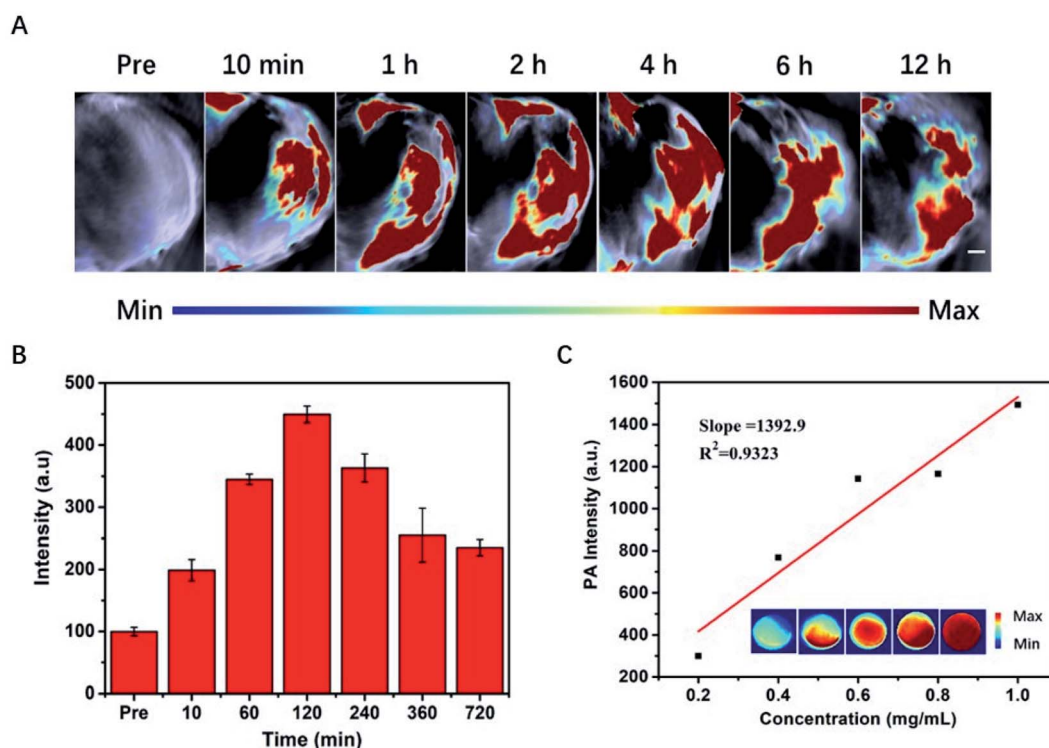 A
Pre 10 min 1 h 2 h 4 h 6 h 12 h
Min Max
B
500
400
300
200
100
0
Intensity (a.u)
Pre 10 60 120 240 360 720
Time (min)
C
1600
1400
1200
1000
800
600
400
200
PA Intensity (a.u.)
Slope =1392.9
R²=0.9323
Max
Min
0.2 0.4 0.6 0.8 1.0
Concentration (mg/mL)